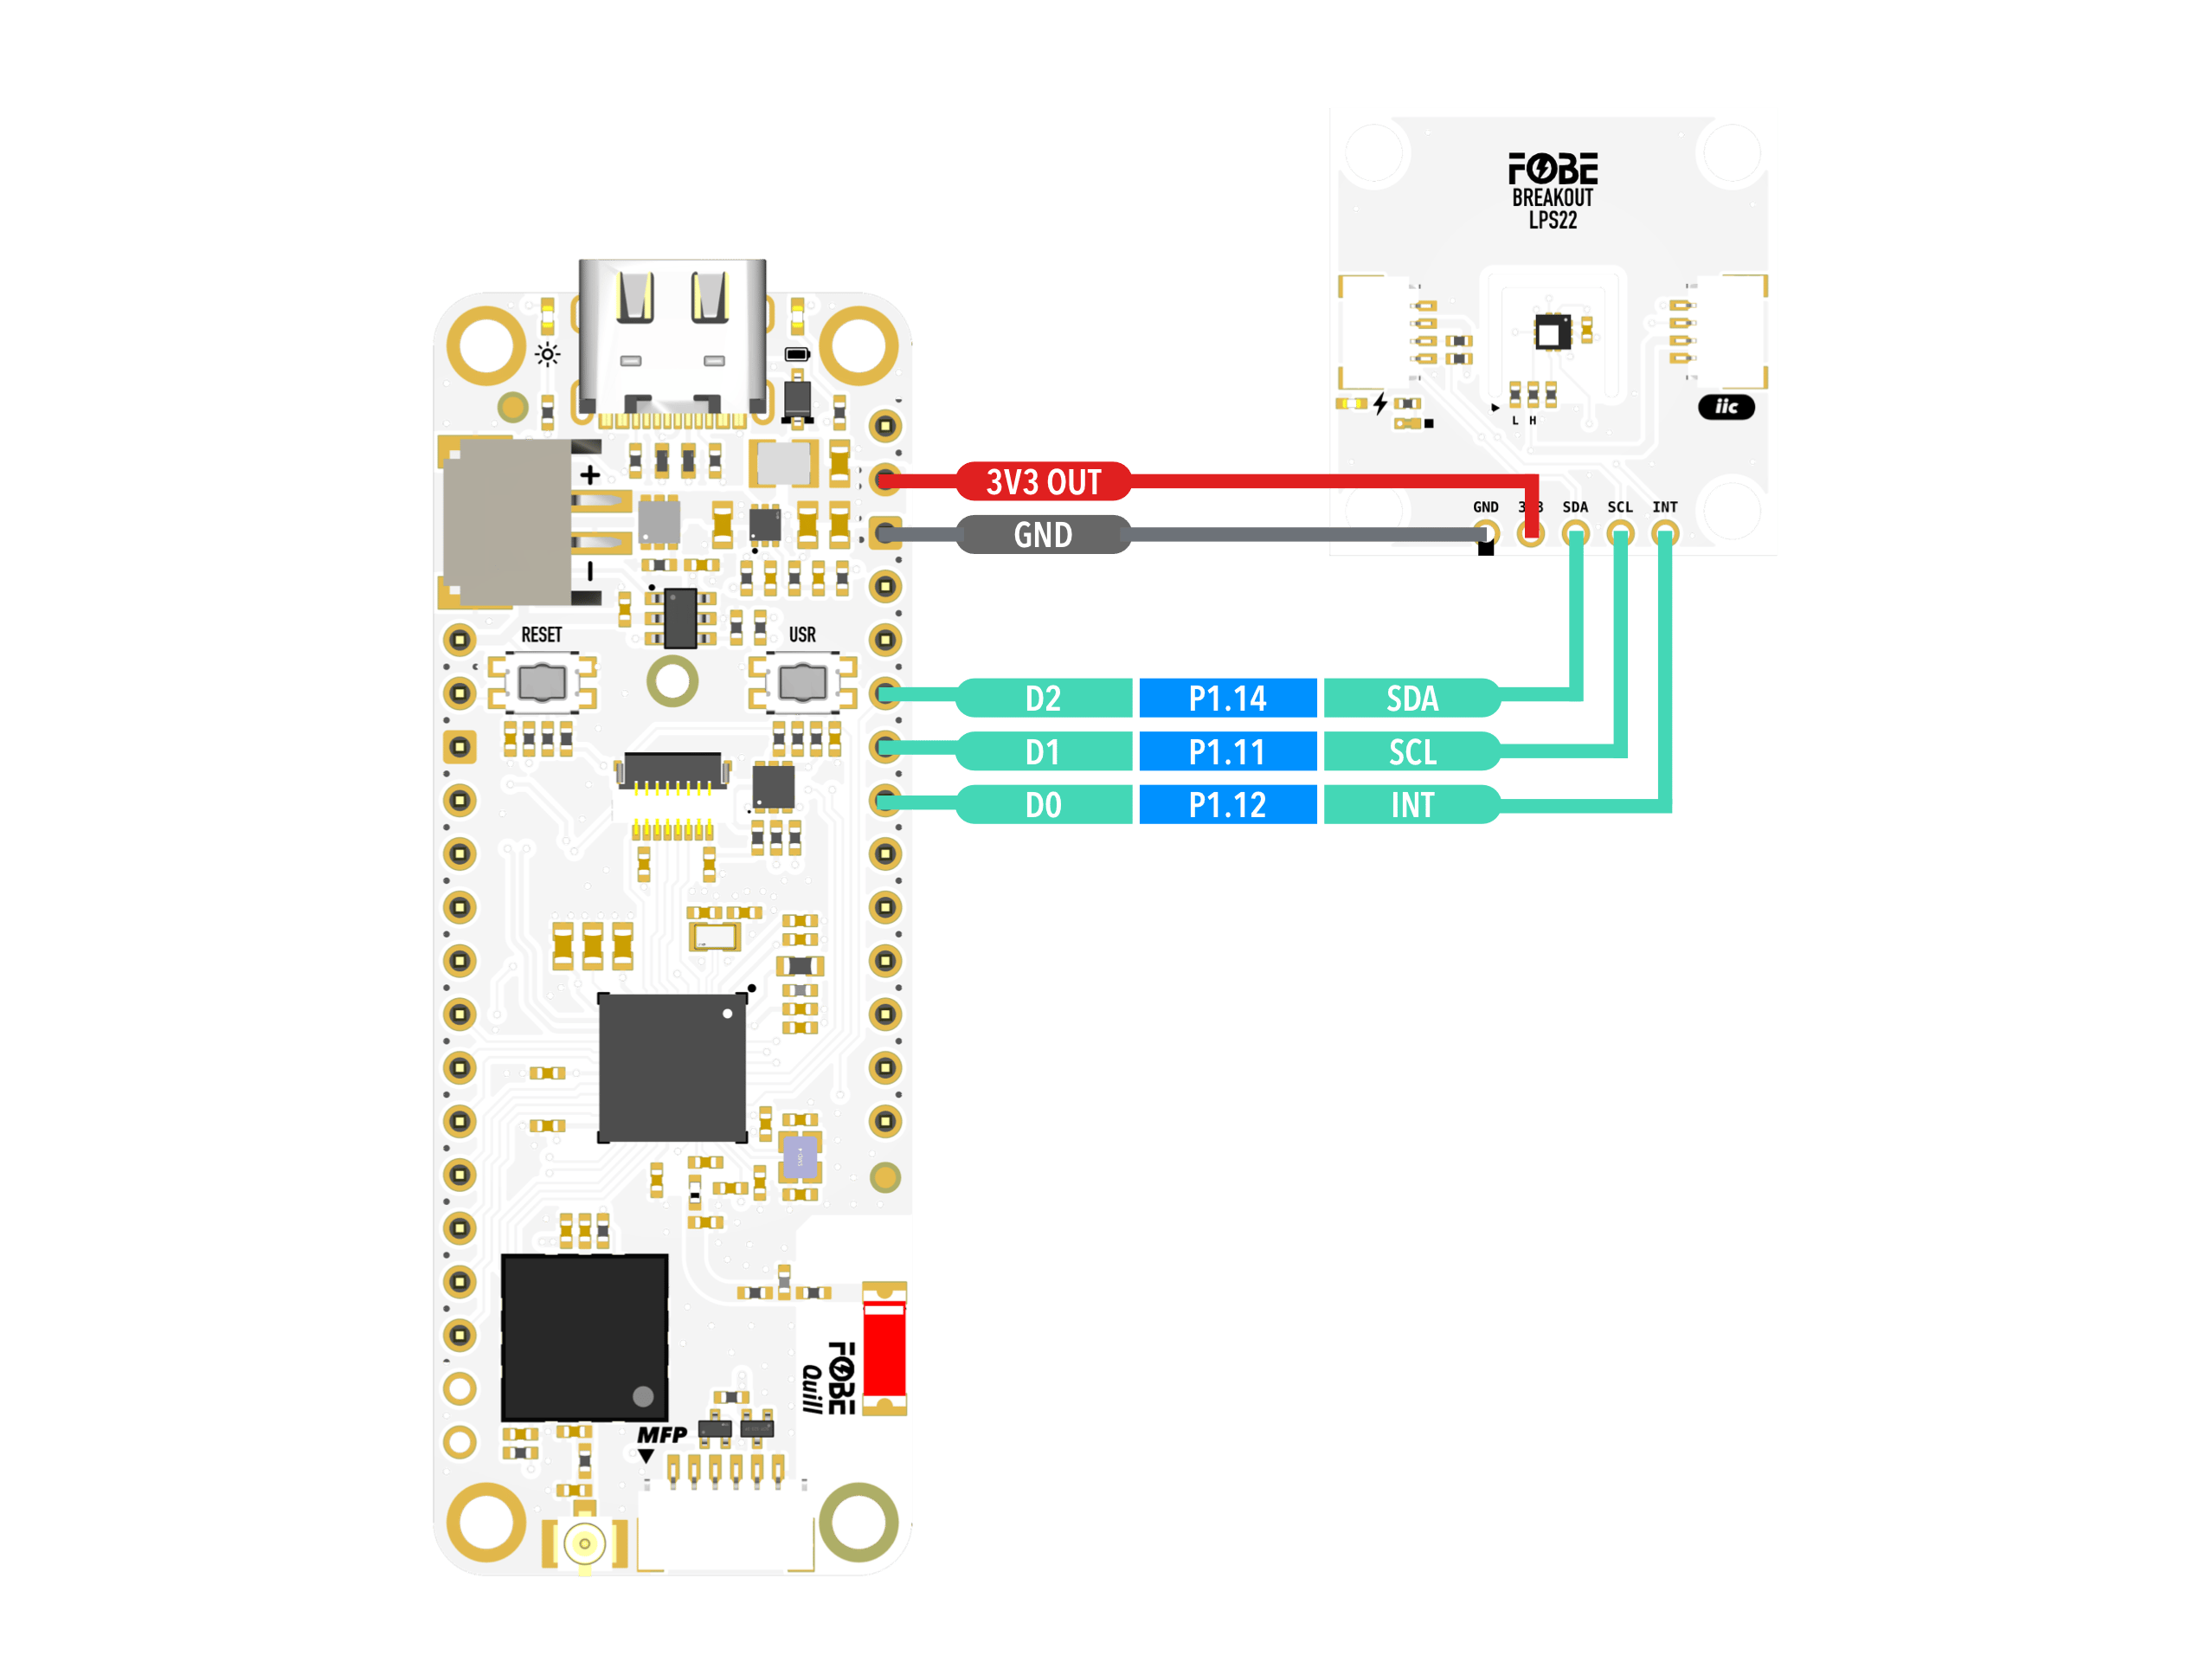 FOBE
BREAKOUT
LPS22
iic
L H
GND SDA SCL INT
3V3 OUT
GND
+
–
RESET
USR
D2 P1.14 SDA
D1 P1.11 SCL
D0 P1.12 INT
FOBE
Quill
MFP